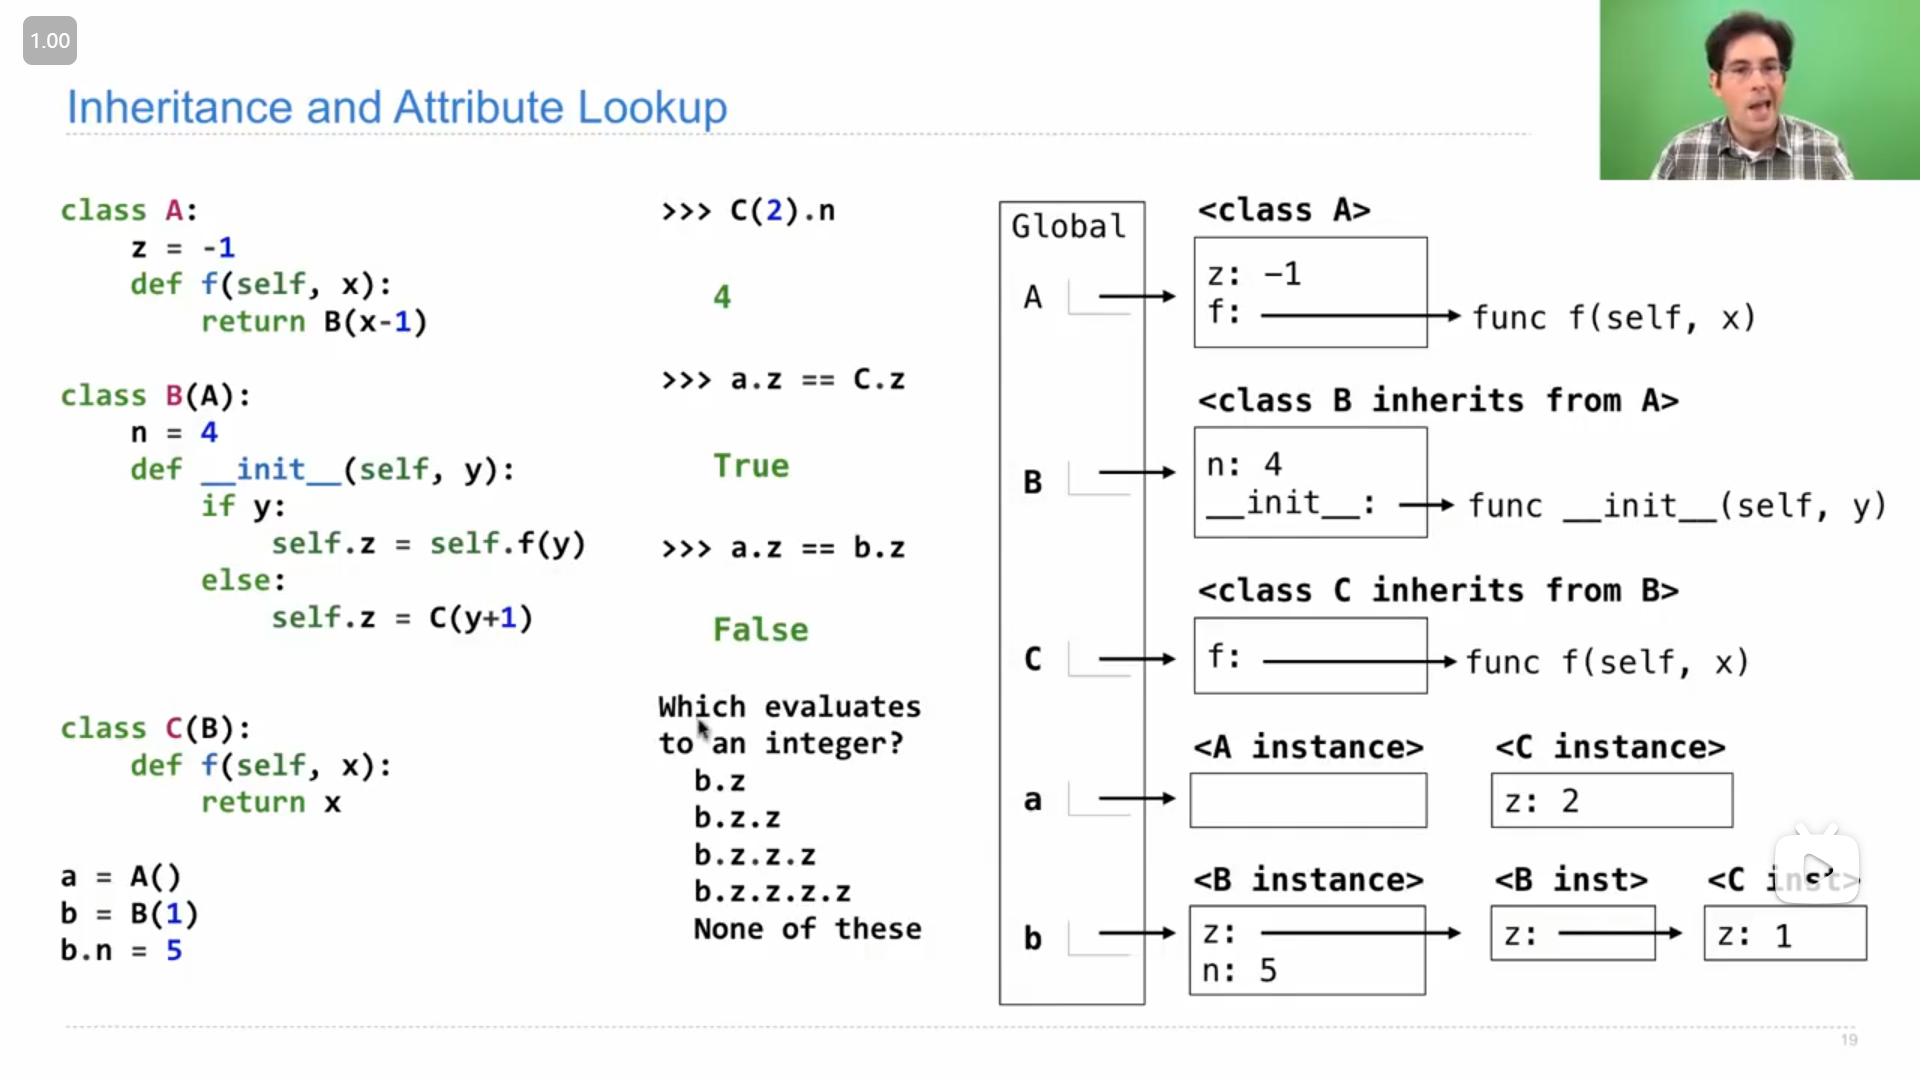 1.00
Inheritance and Attribute Lookup
class A:
z = -1
def f(self, x):
return B(x-1)
class B(A):
n = 4
def __init__(self, y):
if y:
self.z = self.f(y)
else:
self.z = C(y+1)
class C(B):
def f(self, x):
return x
a = A()
b = B(1)
b.n = 5
>>> C(2).n
4
>>> a.z == C.z
True
>>> a.z == b.z
False
Which evaluates
to an integer?
b.z
b.z.z
b.z.z.z
b.z.z.z.z
None of these
Global
A
B
C
a
b
<class A>
z: −1
f:
func f(self, x)
<class B inherits from A>
n: 4
__init__:
func __init__(self, y)
<class C inherits from B>
f:
func f(self, x)
<A instance>
<C instance>
z: 2
<B instance>
<B inst>
<C inst>
z:
n: 5
z:
z: 1
19